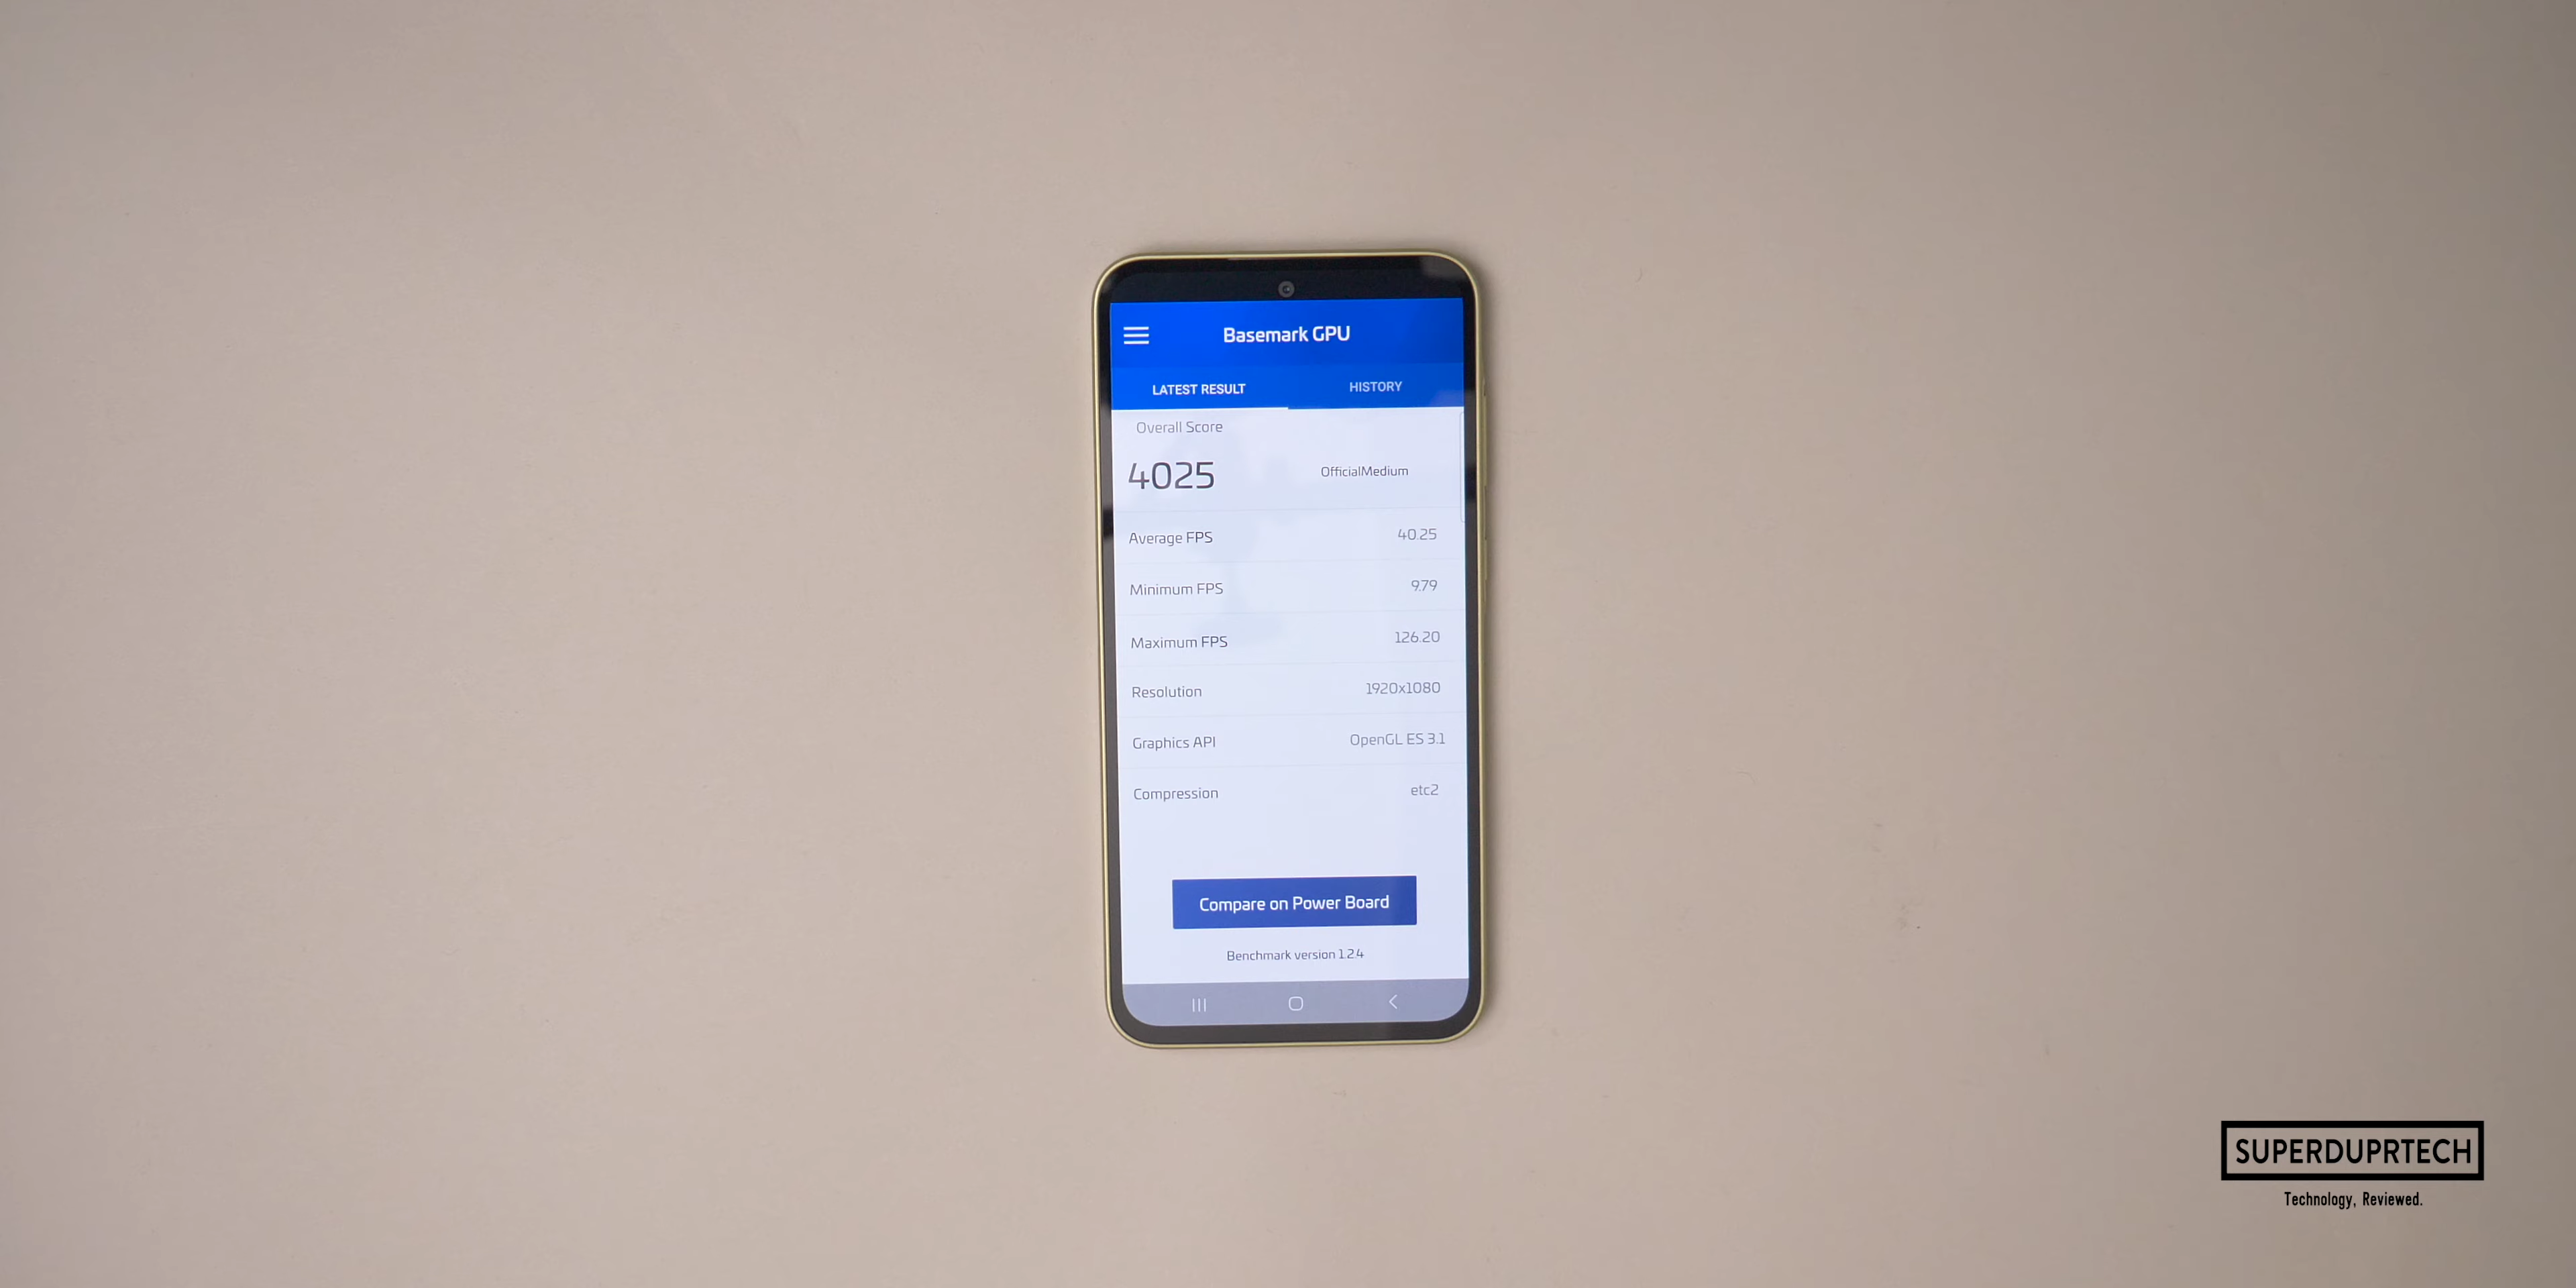 Basemark GPU
LATEST RESULT
HISTORY
Overall Score
4025
OfficialMedium
Average FPS
40.25
Minimum FPS
9.79
Maximum FPS
126.20
Resolution
1920x1080
Graphics API
OpenGL ES 3.1
Compression
etc2
Compare on Power Board
Benchmark version 1.2.4
SUPERDUPRTECH
Technology, Reviewed.